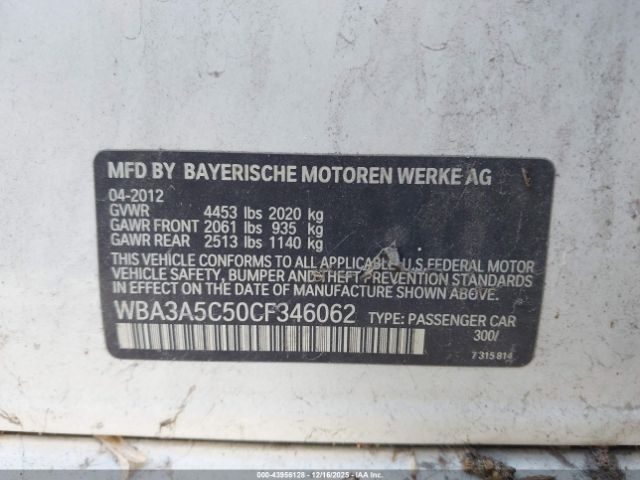 MFD BY BAYERISCHE MOTOREN WERKE AG
04-2012
GVWR 4453 lbs 2020 kg
GAWR FRONT 2061 lbs 935 kg
GAWR REAR 2513 lbs 1140 kg
THIS VEHICLE CONFORMS TO ALL APPLICABLE U.S. FEDERAL MOTOR
VEHICLE SAFETY, BUMPER AND THEFT PREVENTION STANDARDS
IN EFFECT ON THE DATE OF MANUFACTURE SHOWN ABOVE.
WBA3A5C50CF346062 TYPE: PASSENGER CAR
300/
7 315 814
000-43956128 - 12/16/2025 - IAA Inc.